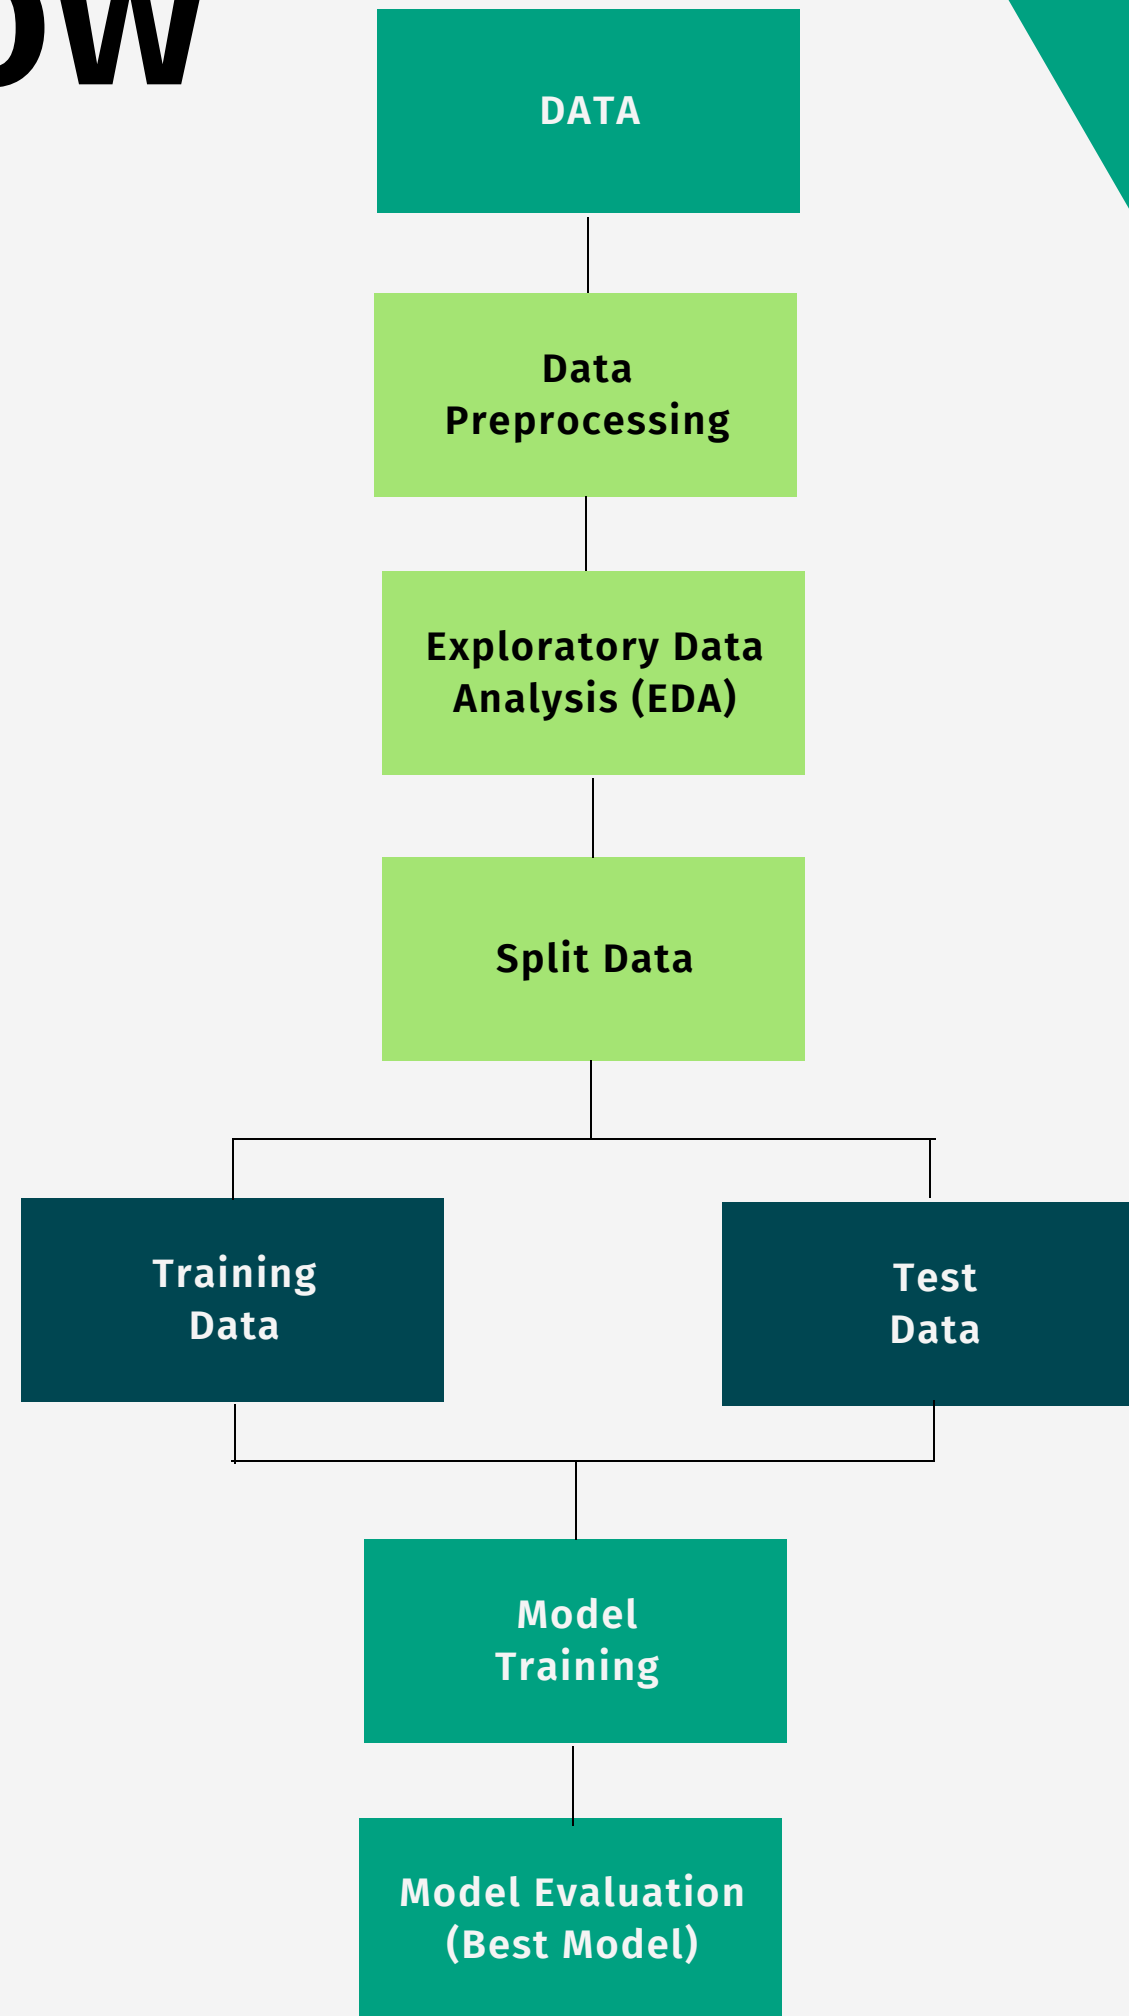 ow
DATA
Data
Preprocessing
Exploratory Data
Analysis (EDA)
Split Data
Training
Data
Test
Data
Model
Training
Model Evaluation
(Best Model)